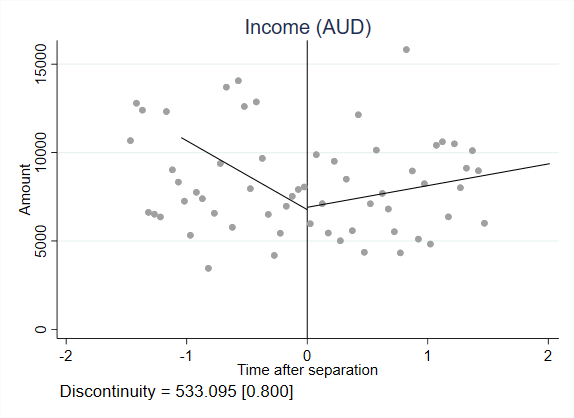 Income (AUD)
15000
10000
5000
0
Amount
-2 -1 0 1 2
Time after separation
Discontinuity = 533.095 [0.800]